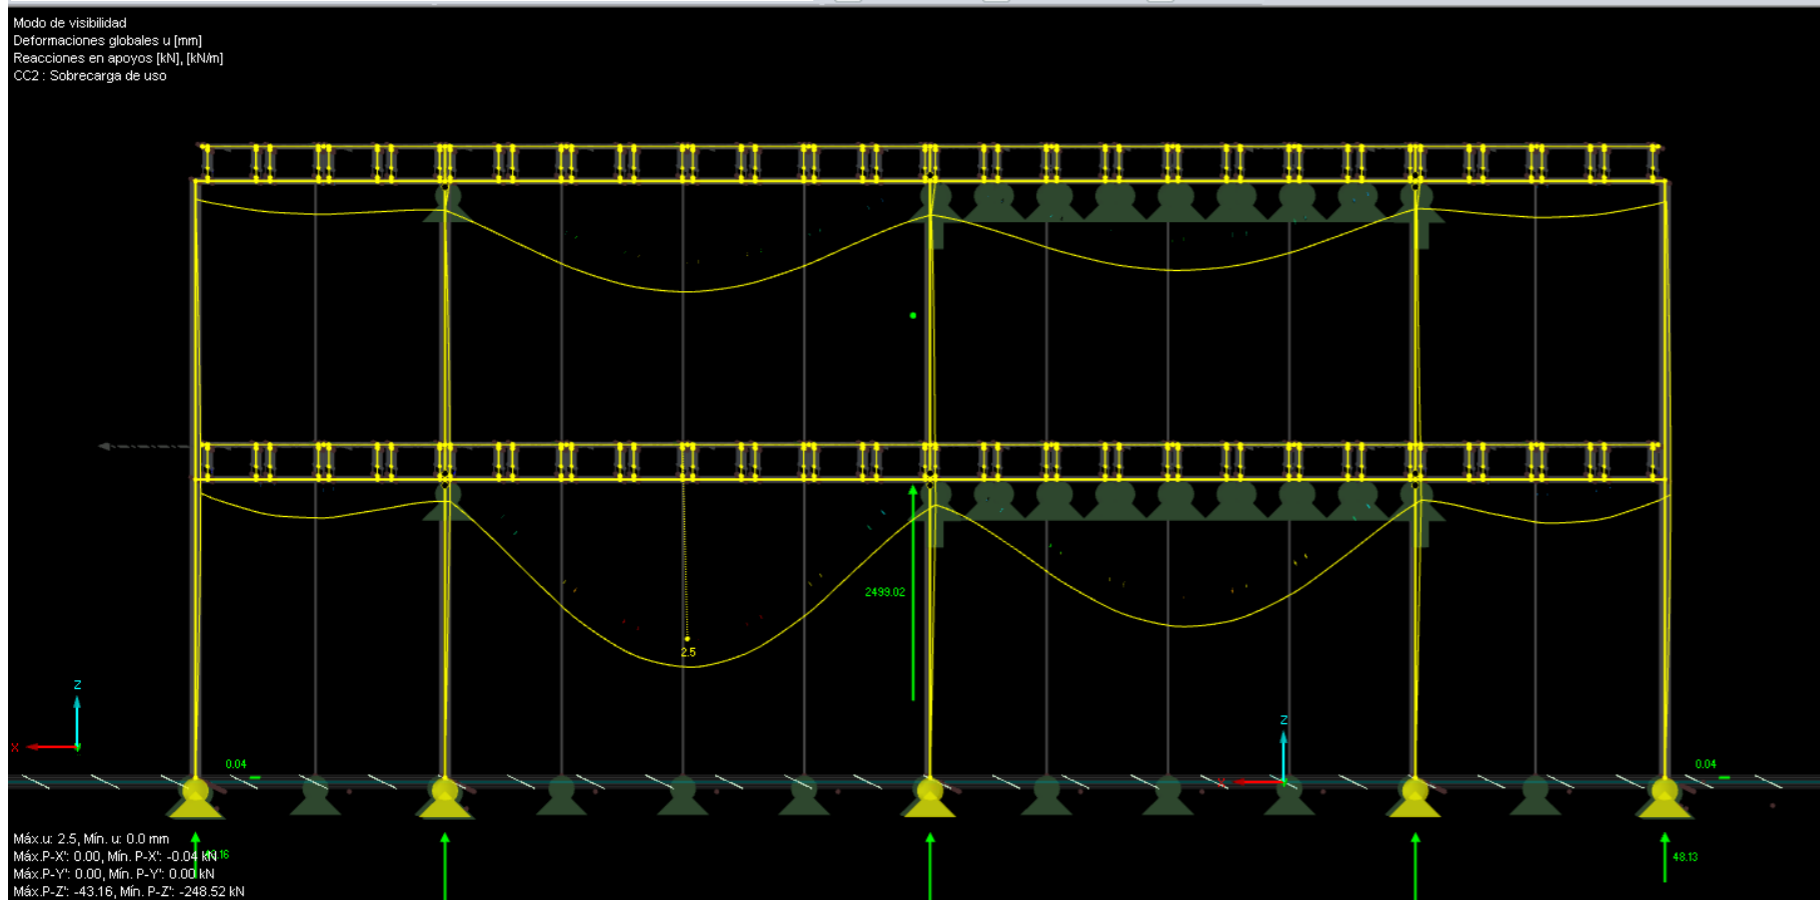 Modo de visibilidad
Deformaciones globales u [mm]
Reacciones en apoyos [kN], [kN/m]
CC2 : Sobrecarga de uso
2499.02
2.5
Z
X
Z
0.04
0.04
Máx.u: 2.5, Mín. u: 0.0 mm
Máx.P-X': 0.00, Mín. P-X': -0.04 kN
Máx.P-Y': 0.00, Mín. P-Y': 0.00 kN
Máx.P-Z': -43.16, Mín. P-Z': -248.52 kN
48.13